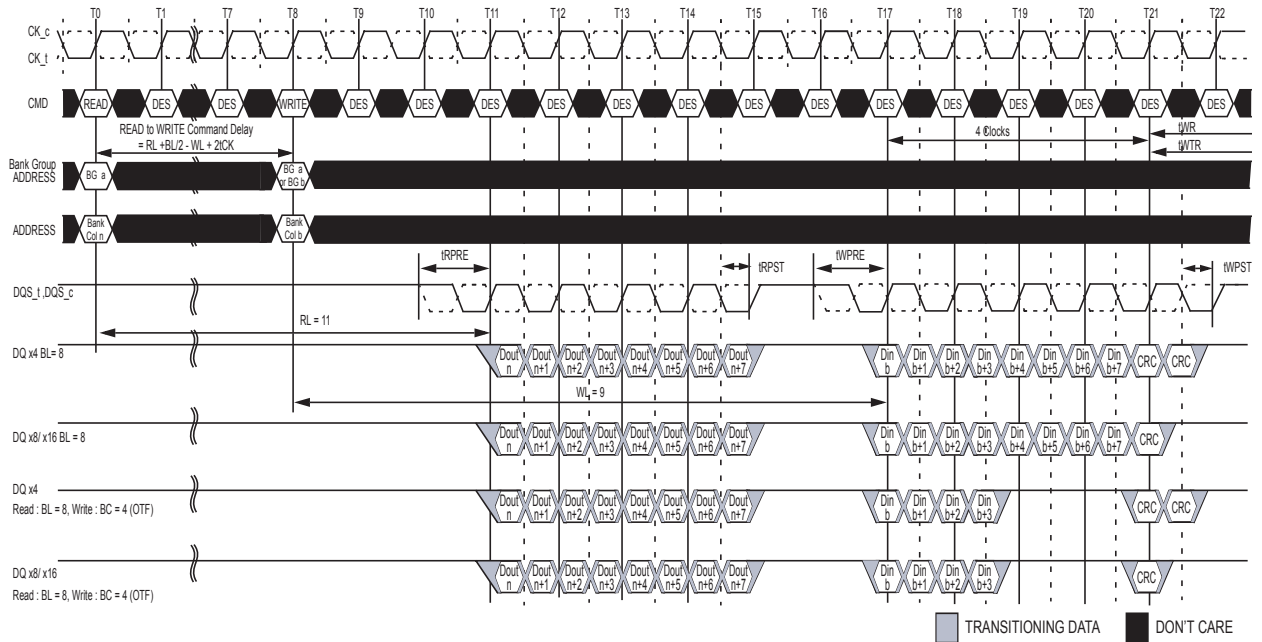 T0 T1 T7 T8 T9 T10 T11 T12 T13 T14 T15 T16 T17 T18 T19 T20 T21 T22
CK_c
CK_t
CMD READ DES DES WRITE DES DES DES DES DES DES DES DES DES DES DES DES DES DES
READ to WRITE Command Delay
= RL +BL/2 - WL + 2tCK
4 Clocks
tWR
tWTR
Bank Group
ADDRESS
BG a
BG a
or BG b
ADDRESS
Bank
Col n
Bank
Col b
tRPRE
tRPST
tWPRE
tWPST
DQS_t ,DQS_c
RL = 11
DQ x4 BL= 8
Dout n Dout n+1 Dout n+2 Dout n+3 Dout n+4 Dout n+5 Dout n+6 Dout n+7 Din b Din b+1 Din b+2 Din b+3 Din b+4 Din b+5 Din b+6 Din b+7 CRC CRC
WL = 9
DQ x8/ x16 BL = 8
Dout n Dout n+1 Dout n+2 Dout n+3 Dout n+4 Dout n+5 Dout n+6 Dout n+7 Din b Din b+1 Din b+2 Din b+3 Din b+4 Din b+5 Din b+6 Din b+7 CRC
DQ x4
Read : BL = 8, Write : BC = 4 (OTF)
Dout n Dout n+1 Dout n+2 Dout n+3 Dout n+4 Dout n+5 Dout n+6 Dout n+7 Din b Din b+1 Din b+2 Din b+3 CRC CRC
DQ x8/ x16
Read : BL = 8, Write : BC = 4 (OTF)
Dout n Dout n+1 Dout n+2 Dout n+3 Dout n+4 Dout n+5 Dout n+6 Dout n+7 Din b Din b+1 Din b+2 Din b+3 CRC
TRANSITIONING DATA
DON'T CARE